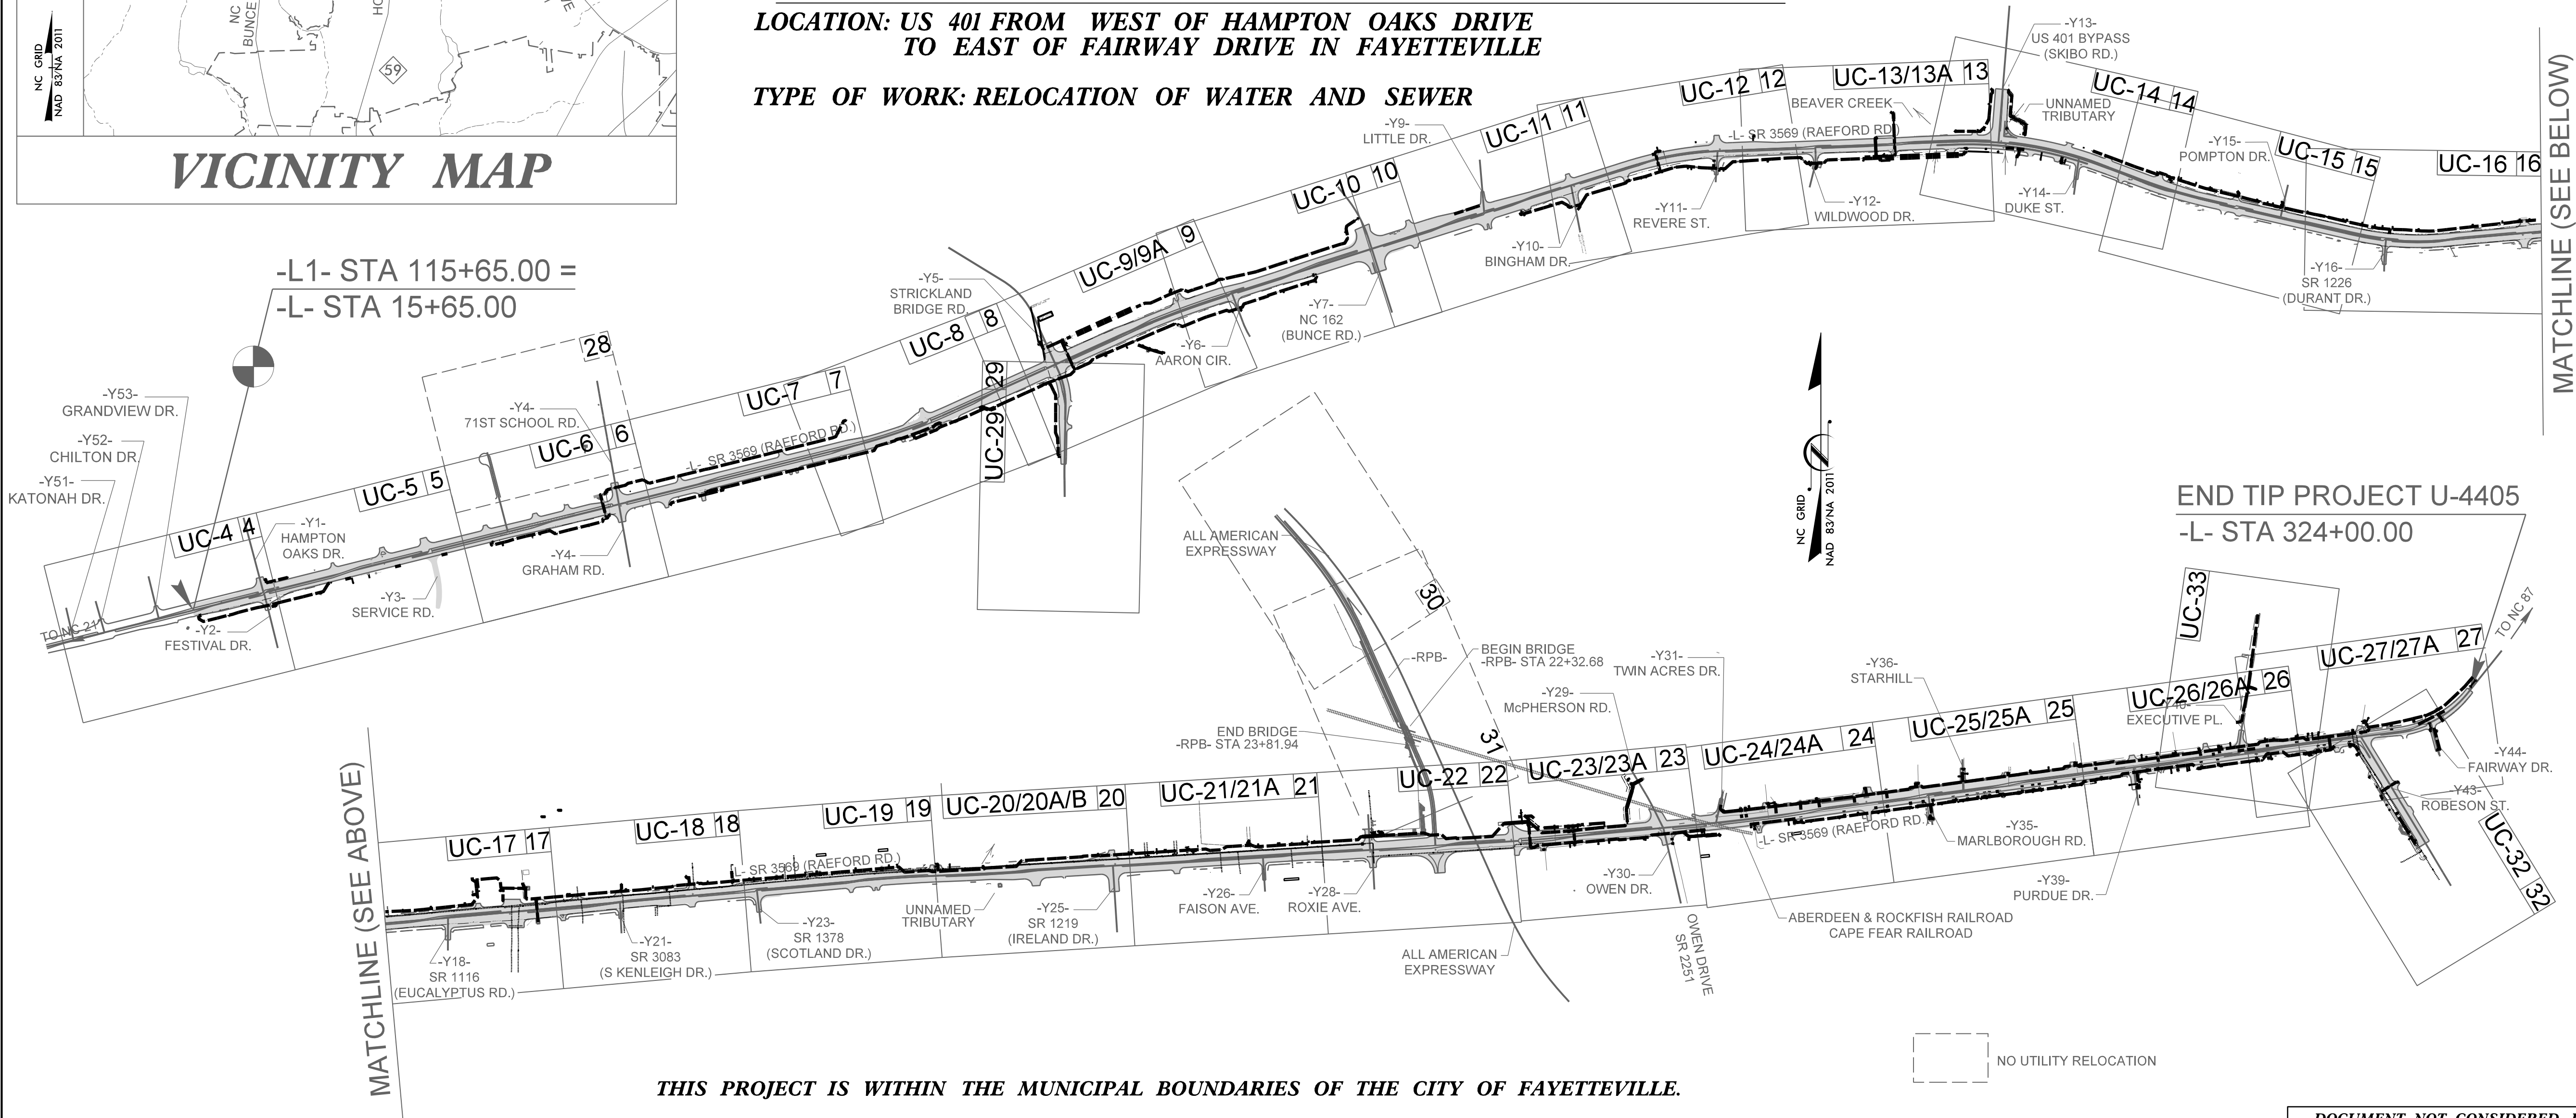 NC GRID
NAD 83/NA 2011
NC
BUNCE
HO
59
VICINITY MAP
LOCATION: US 401 FROM WEST OF HAMPTON OAKS DRIVE
TO EAST OF FAIRWAY DRIVE IN FAYETTEVILLE
TYPE OF WORK: RELOCATION OF WATER AND SEWER
-L1- STA 115+65.00 =
-L- STA 15+65.00
-Y53-
GRANDVIEW DR.
-Y52-
CHILTON DR.
-Y51-
KATONAH DR.
TO NC 211
UC-4 4
-Y1-
HAMPTON
OAKS DR.
-Y2-
FESTIVAL DR.
UC-5 5
-Y3-
SERVICE RD.
28
-Y4-
71ST SCHOOL RD.
UC-6 6
-Y4-
GRAHAM RD.
UC-7 7
-L- SR 3569 (RAEFORD RD.)
UC-8 8
-Y5-
STRICKLAND
BRIDGE RD.
UC-29 29
UC-9/9A 9
-Y6-
AARON CIR.
UC-10 10
-Y7-
NC 162
(BUNCE RD.)
-Y9-
LITTLE DR.
UC-11 11
-Y10-
BINGHAM DR.
UC-12 12
-Y11-
REVERE ST.
-Y12-
WILDWOOD DR.
UC-13/13A 13
BEAVER CREEK
-L- SR 3569 (RAEFORD RD.)
-Y13-
US 401 BYPASS
(SKIBO RD.)
UNNAMED
TRIBUTARY
UC-14 14
-Y14-
DUKE ST.
-Y15-
POMPTON DR.
UC-15 15
-Y16-
SR 1226
(DURANT DR.)
UC-16 16
MATCHLINE (SEE BELOW)
NC GRID
NAD 83/NA 2011
END TIP PROJECT U-4405
-L- STA 324+00.00
TO NC 87
MATCHLINE (SEE ABOVE)
UC-17 17
-Y18-
SR 1116
(EUCALYPTUS RD.)
UC-18 18
-Y21-
SR 3083
(S KENLEIGH DR.)
UC-19 19
-L- SR 3569 (RAEFORD RD.)
-Y23-
SR 1378
(SCOTLAND DR.)
UNNAMED
TRIBUTARY
UC-20/20A/B 20
-Y25-
SR 1219
(IRELAND DR.)
UC-21/21A 21
-Y26-
FAISON AVE.
-Y28-
ROXIE AVE.
ALL AMERICAN
EXPRESSWAY
30
-RPB-
BEGIN BRIDGE
-RPB- STA 22+32.68
END BRIDGE
-RPB- STA 23+81.94
31
UC-22 22
ALL AMERICAN
EXPRESSWAY
-Y29-
McPHERSON RD.
UC-23/23A 23
-Y30-
OWEN DR.
OWEN DRIVE
SR 2251
-Y31-
TWIN ACRES DR.
UC-24/24A 24
-L- SR 3569 (RAEFORD RD.)
ABERDEEN & ROCKFISH RAILROAD
CAPE FEAR RAILROAD
-Y36-
STARHILL
UC-25/25A 25
-Y35-
MARLBOROUGH RD.
-Y39-
PURDUE DR.
UC-26/26A 26
-Y40-
EXECUTIVE PL.
UC-33
UC-27/27A 27
-Y44-
FAIRWAY DR.
-Y43-
ROBESON ST.
UC-32 32
NO UTILITY RELOCATION
THIS PROJECT IS WITHIN THE MUNICIPAL BOUNDARIES OF THE CITY OF FAYETTEVILLE.
DOCUMENT NOT CONSIDERED